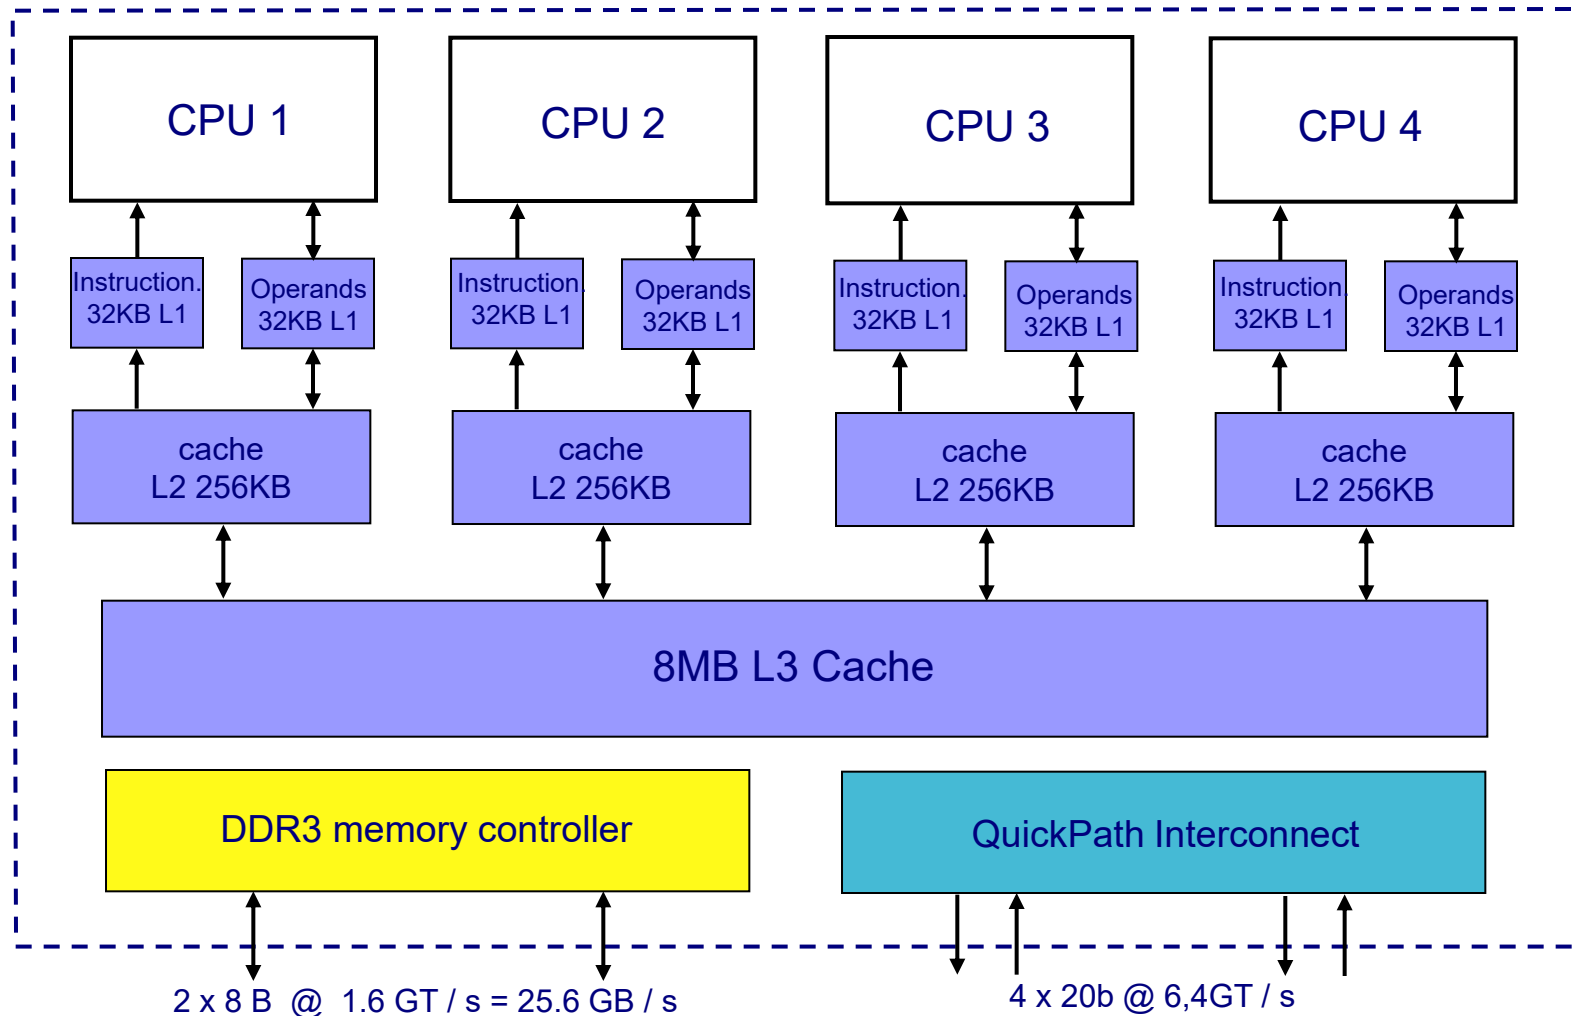 CPU 1
CPU 2
CPU 3
CPU 4
Instruction.
32KB L1
Operands
32KB L1
Instruction.
32KB L1
Operands
32KB L1
Instruction.
32KB L1
Operands
32KB L1
Instruction.
32KB L1
Operands
32KB L1
cache
L2 256KB
cache
L2 256KB
cache
L2 256KB
cache
L2 256KB
8MB L3 Cache
DDR3 memory controller
QuickPath Interconnect
2 x 8 B @ 1.6 GT / s = 25.6 GB / s
4 x 20b @ 6,4GT / s